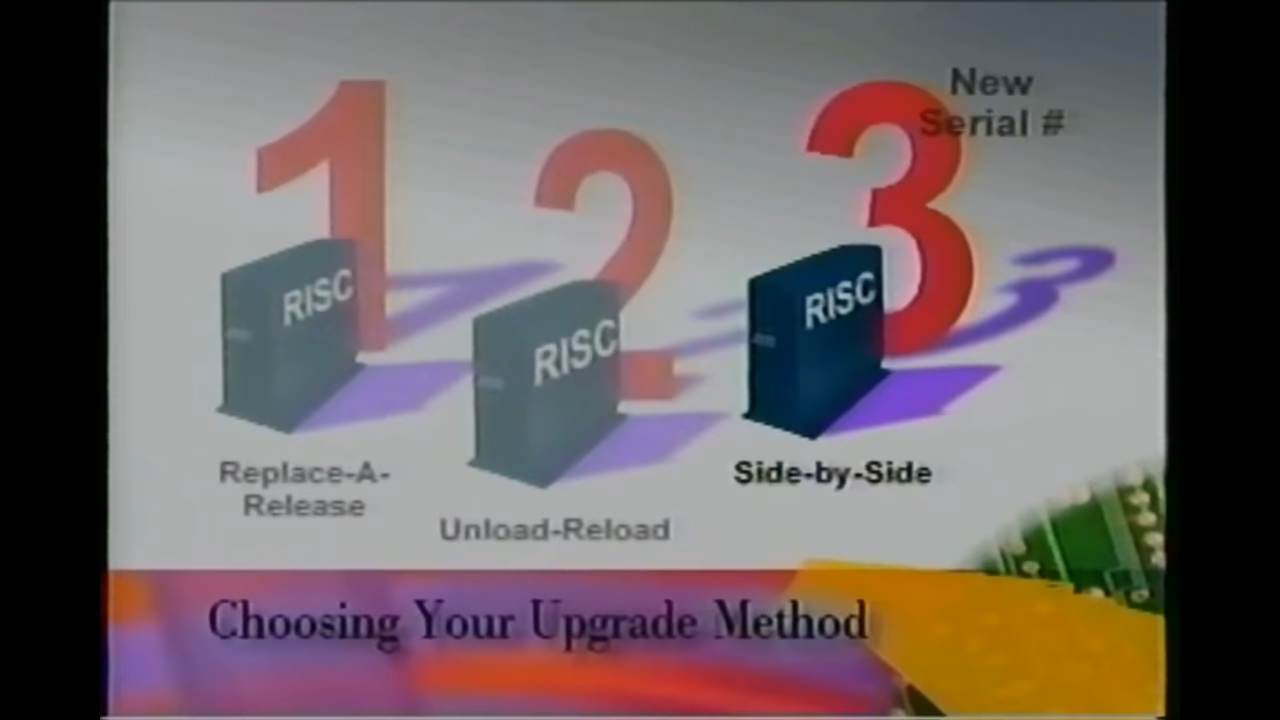 1
2
3
New
Serial #
RISC
RISC
RISC
Replace-A-
Release
Unload-Reload
Side-by-Side
Choosing Your Upgrade Method